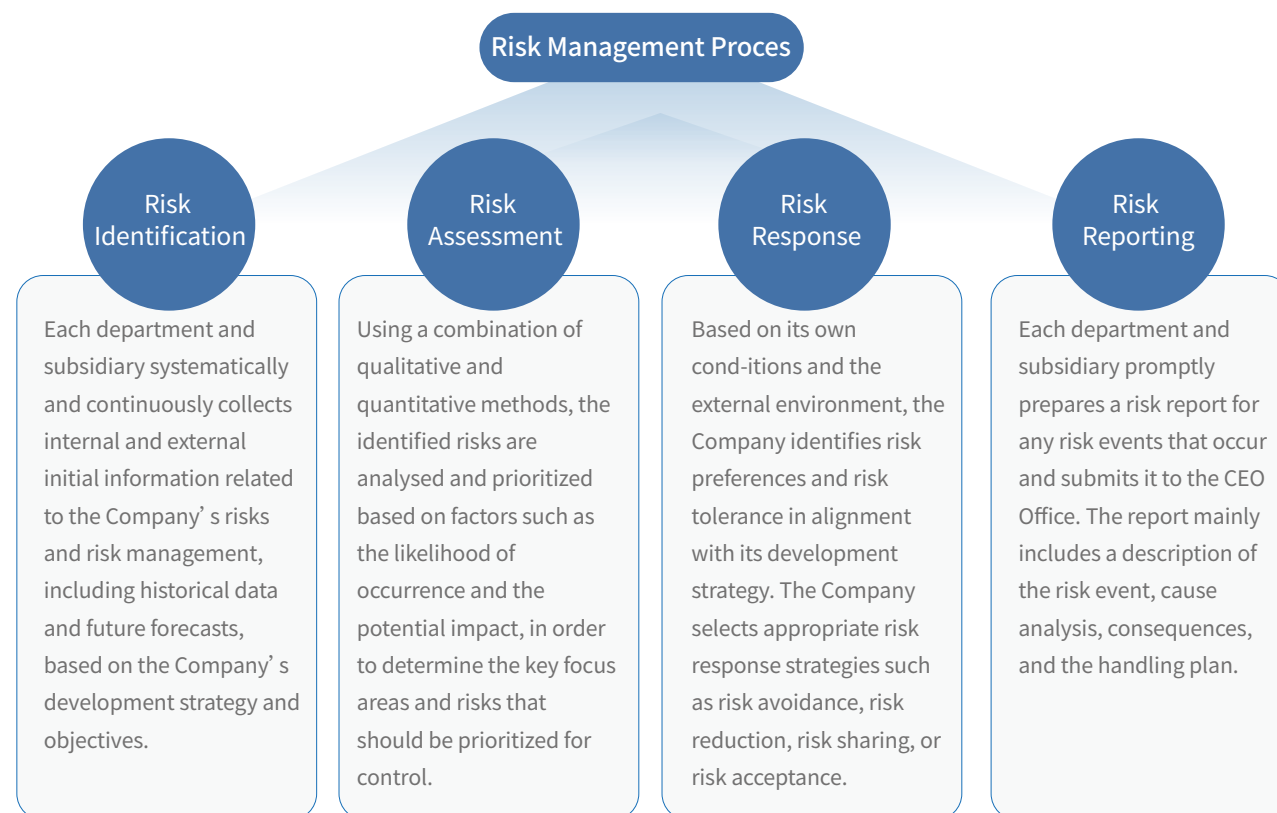 Risk Management Proces
Risk
Identification
Each department and
subsidiary systematically
and continuously collects
internal and external
initial information related
to the Company’ s risks
and risk management,
including historical data
and future forecasts,
based on the Company’ s
development strategy and
objectives.
Risk
Assessment
Using a combination of
qualitative and
quantitative methods, the
identified risks are
analysed and prioritized
based on factors such as
the likelihood of
occurrence and the
potential impact, in order
to determine the key focus
areas and risks that
should be prioritized for
control.
Risk
Response
Based on its own
cond-itions and the
external environment, the
Company identifies risk
preferences and risk
tolerance in alignment
with its development
strategy. The Company
selects appropriate risk
response strategies such
as risk avoidance, risk
reduction, risk sharing, or
risk acceptance.
Risk
Reporting
Each department and
subsidiary promptly
prepares a risk report for
any risk events that occur
and submits it to the CEO
Office. The report mainly
includes a description of
the risk event, cause
analysis, consequences,
and the handling plan.